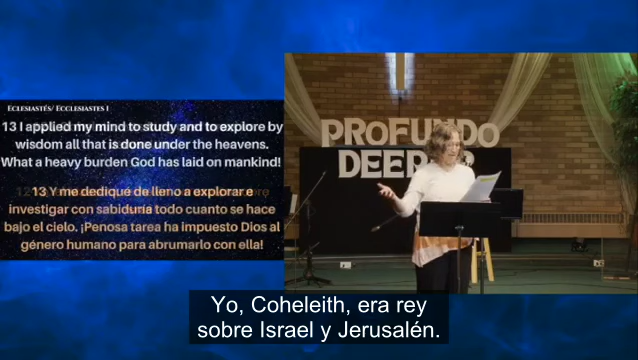 Eclesiastés/ Ecclesiastes 1
13 I applied my mind to study and to explore by
wisdom all that is done under the heavens.
What a heavy burden God has laid on mankind!
13 Y me dediqué de lleno a explorar e
investigar con sabiduría todo cuanto se hace
bajo el cielo. ¡Penosa tarea ha impuesto Dios al
género humano para abrumarlo con ella!
PROFUNDO
DEEPER
Yo, Coheleith, era rey
sobre Israel y Jerusalén.